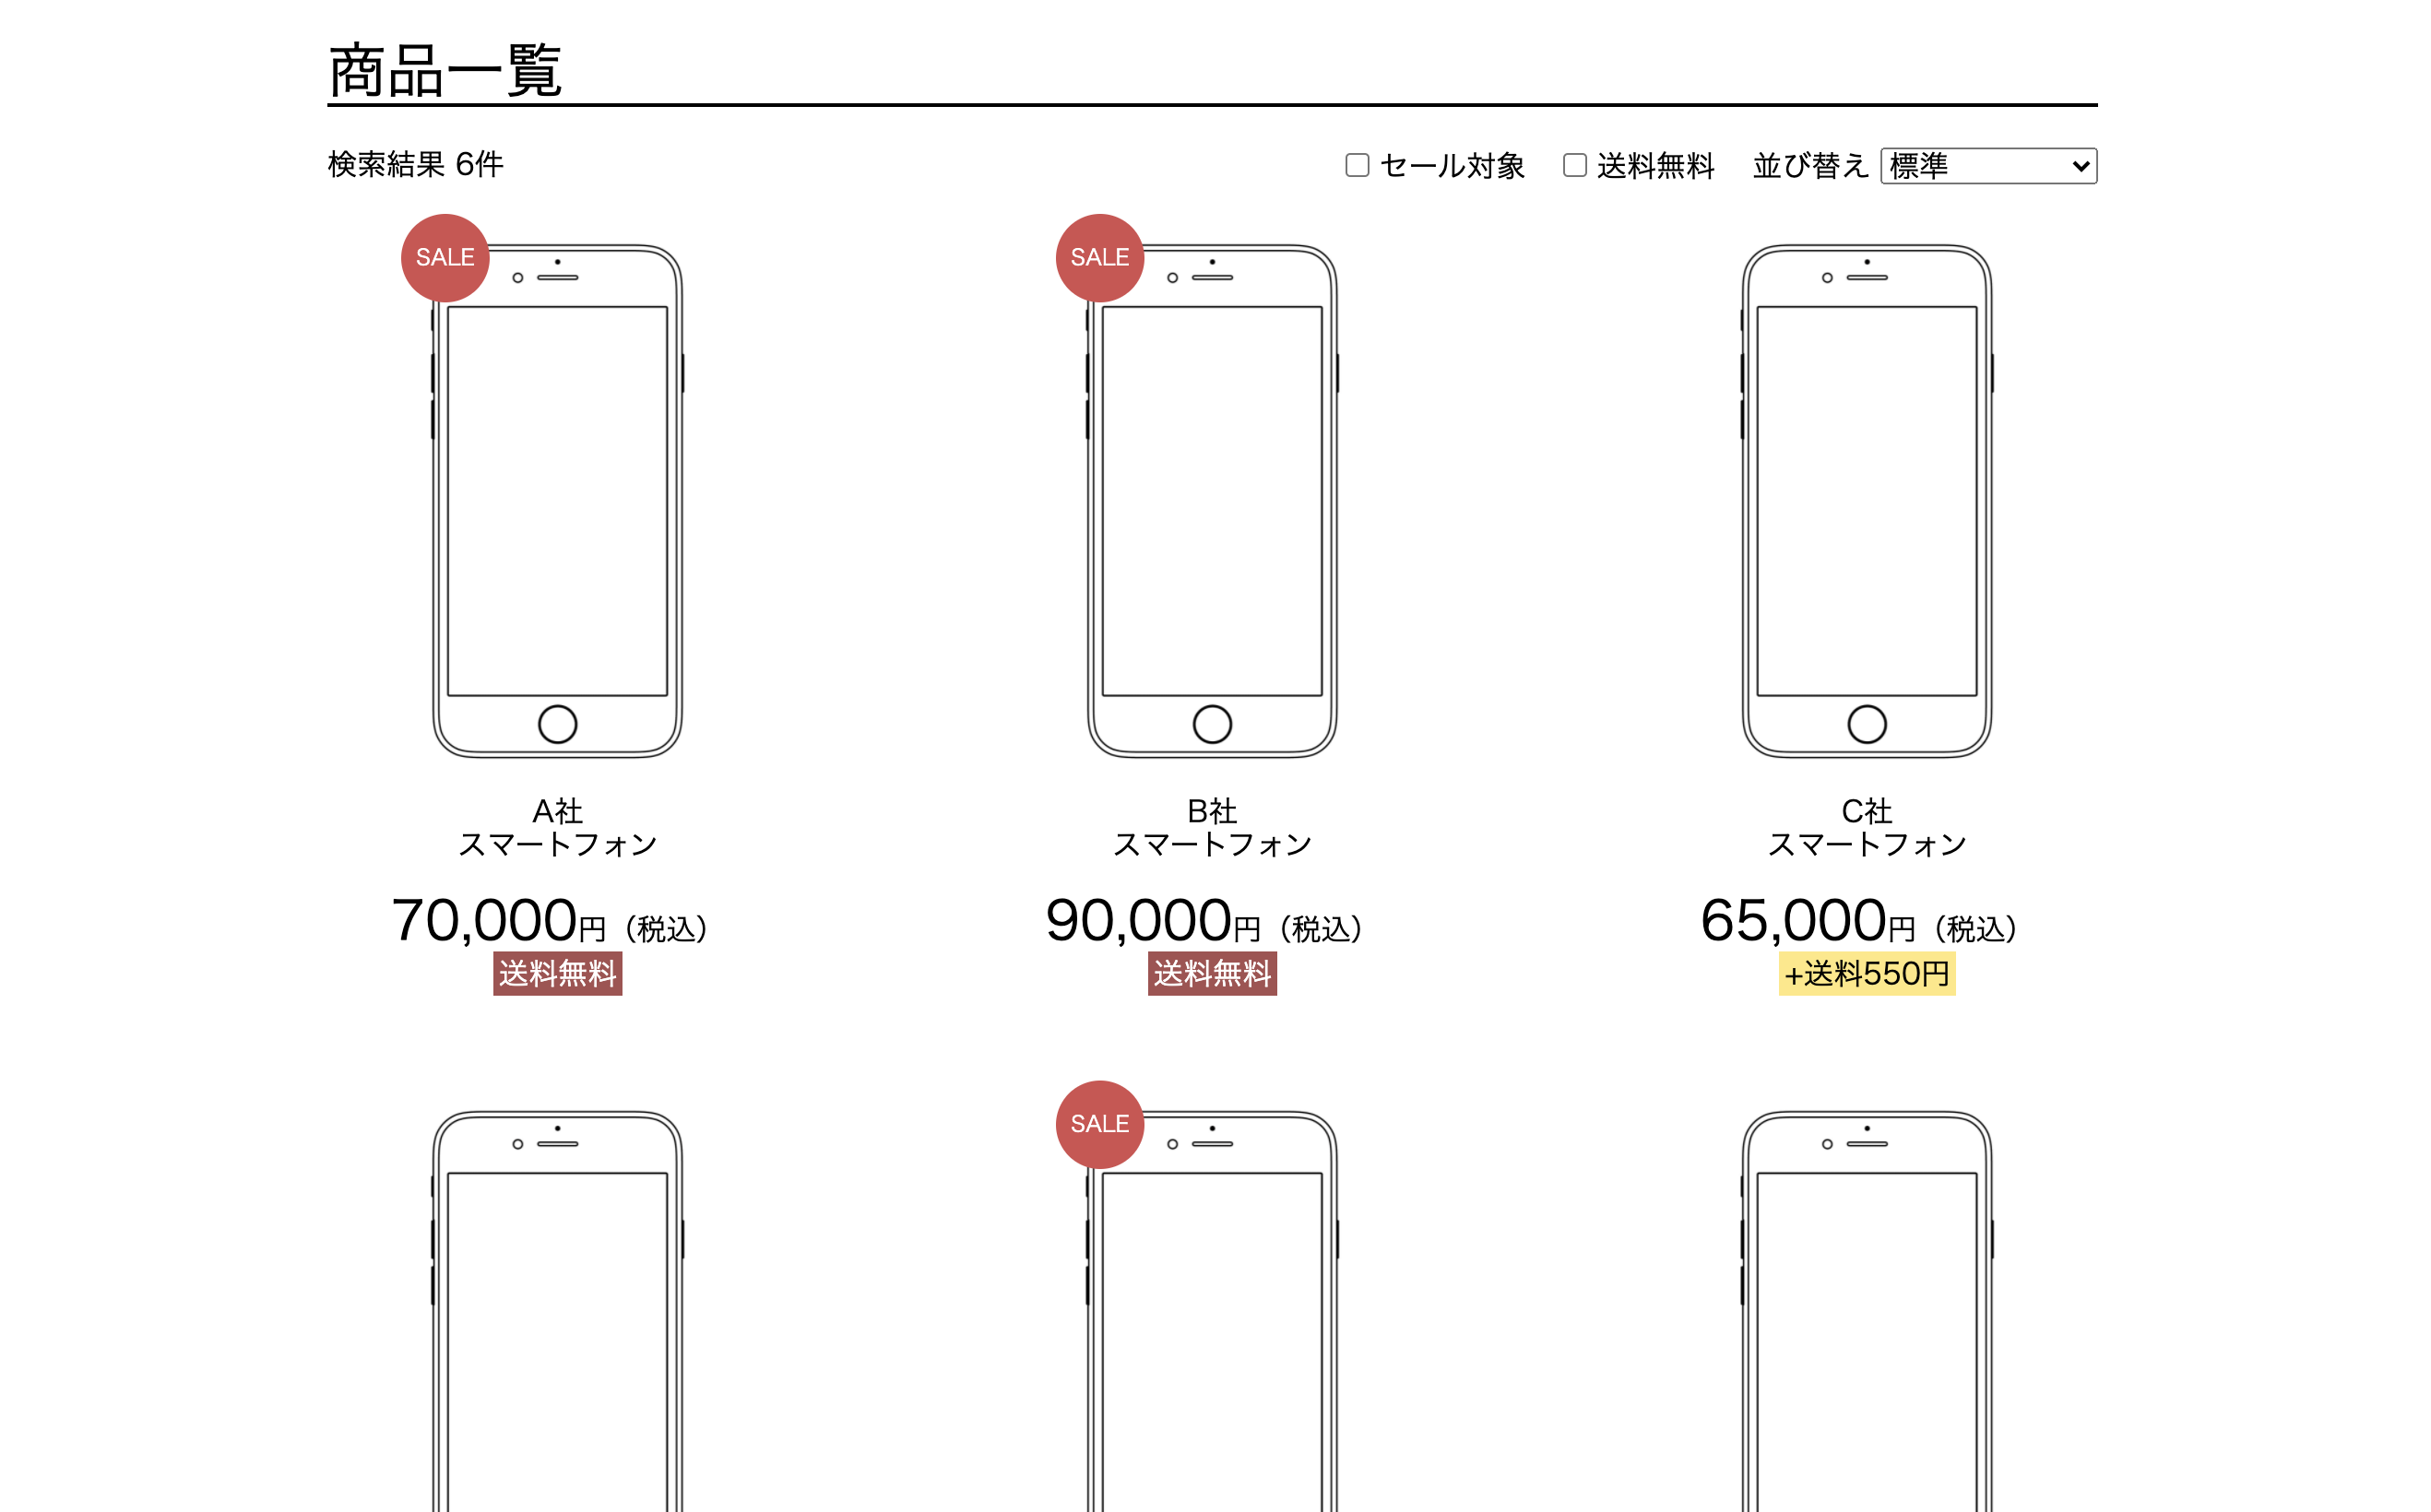 商品一覧
検索結果 6件
セール対象 送料無料 並び替え 標準
SALE
A社
スマートフォン
70,000円（税込）
送料無料
SALE
B社
スマートフォン
90,000円（税込）
送料無料
C社
スマートフォン
65,000円（税込）
+送料550円
SALE